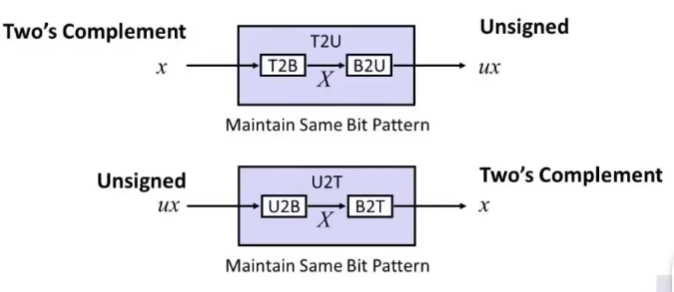 Two's Complement
Unsigned
T2U
x
T2B
X
B2U
ux
Maintain Same Bit Pattern
Unsigned
Two's Complement
U2T
ux
U2B
X
B2T
x
Maintain Same Bit Pattern